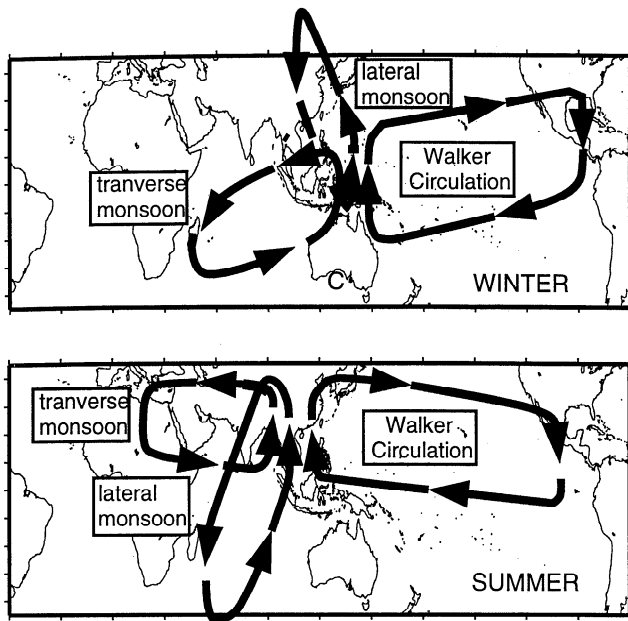 lateral
monsoon
tranverse
monsoon
Walker
Circulation
C
WINTER
tranverse
monsoon
Walker
Circulation
lateral
monsoon
SUMMER